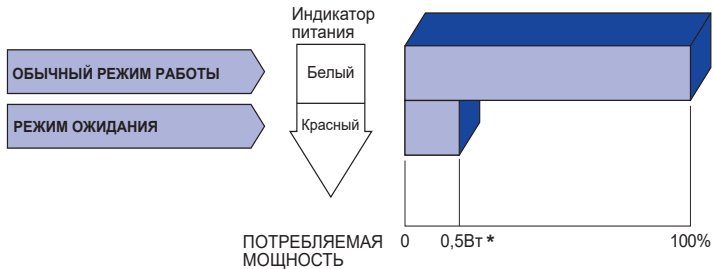 Индикатор
питания
ОБЫЧНЫЙ РЕЖИМ РАБОТЫ
Белый
РЕЖИМ ОЖИДАНИЯ
Красный
ПОТРЕБЛЯЕМАЯ
МОЩНОСТЬ
0
0,5Вт *
100%